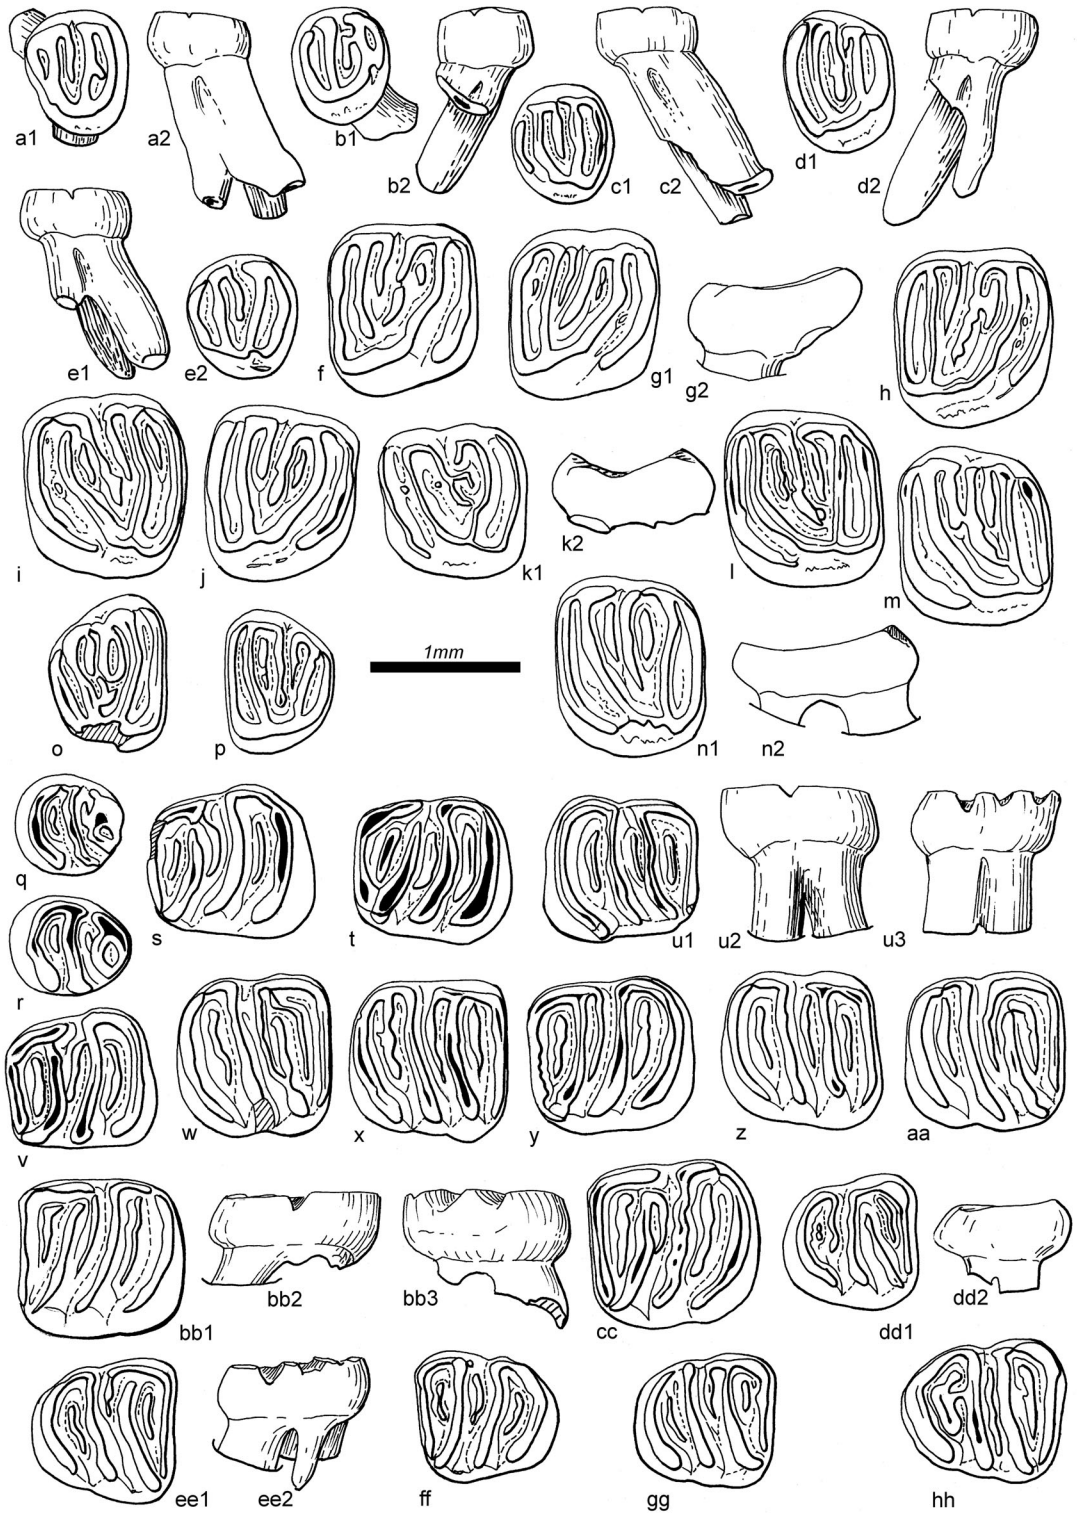 a1 a2 b1 b2 c1 c2 d1 d2
e1 e2 f g1 g2 h
i j k1 k2 l m
o p 1mm n1 n2
q s t u1 u2 u3
r
v w x y z aa
bb1 bb2 bb3 cc dd1 dd2
ee1 ee2 ff gg hh